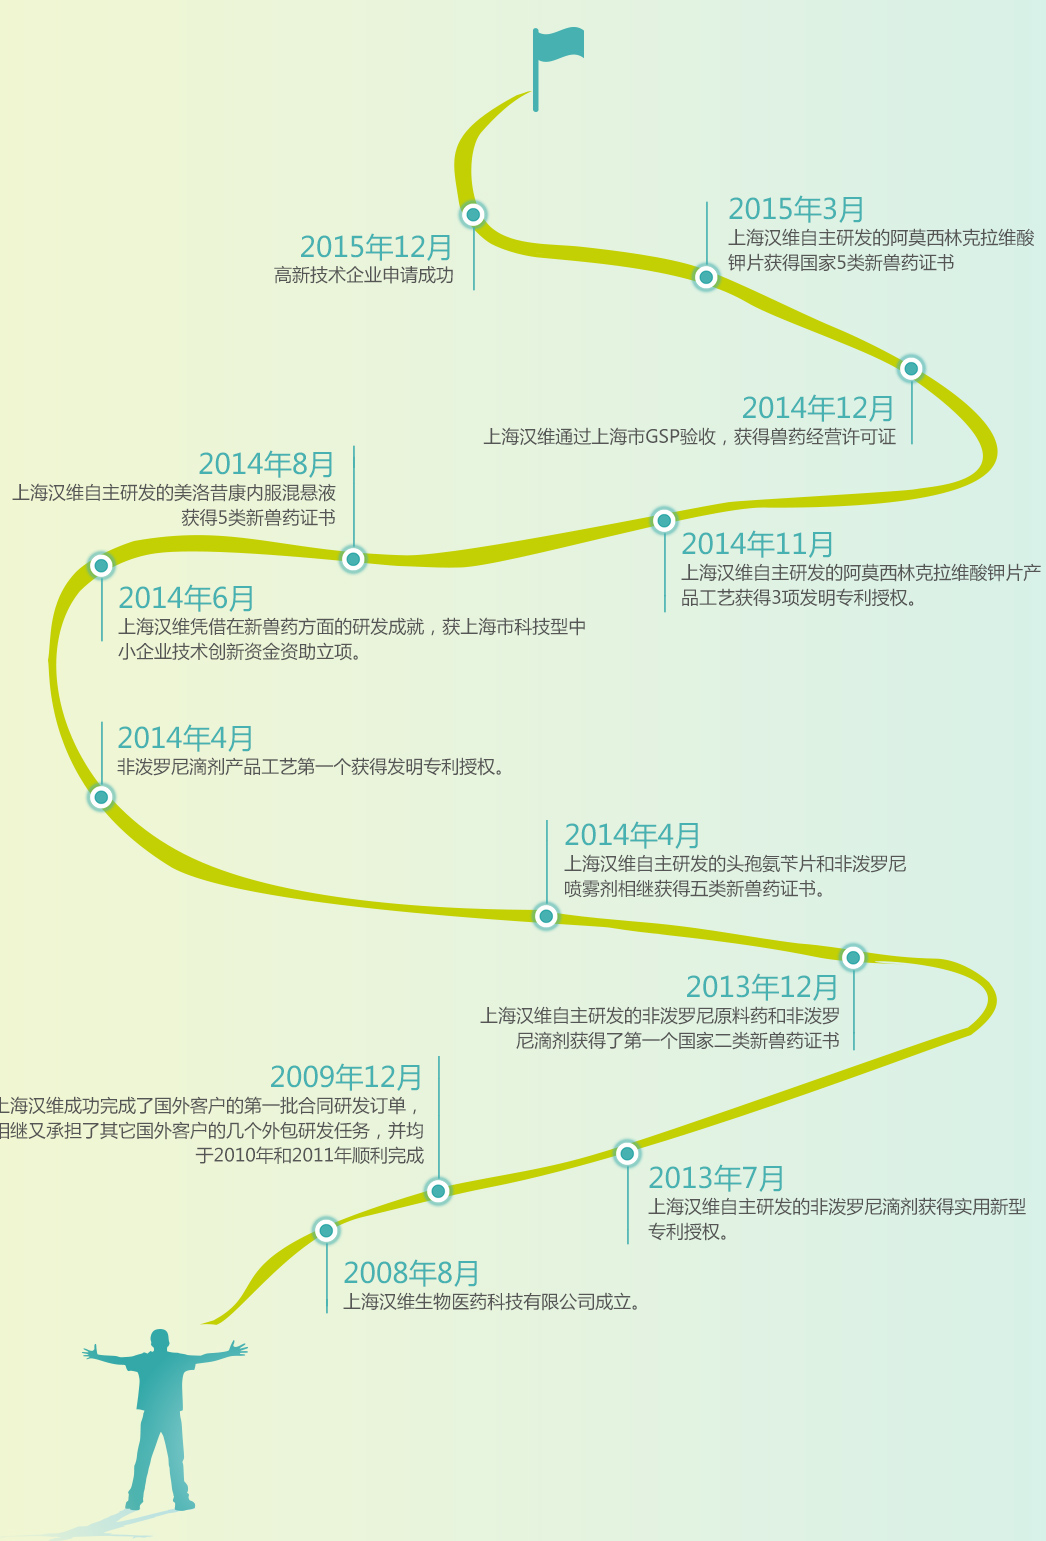 2015年3月
上海汉维自主研发的阿莫西林克拉维酸
钾片获得国家5类新兽药证书
2015年12月
高新技术企业申请成功
2014年12月
上海汉维通过上海市GSP验收，获得兽药经营许可证
2014年8月
上海汉维自主研发的美洛昔康内服混悬液
获得5类新兽药证书
2014年11月
上海汉维自主研发的阿莫西林克拉维酸钾片产
品工艺获得3项发明专利授权。
2014年6月
上海汉维凭借在新兽药方面的研发成就，获上海市科技型中
小企业技术创新资金资助立项。
2014年4月
非泼罗尼滴剂产品工艺第一个获得发明专利授权。
2014年4月
上海汉维自主研发的头孢氨苄片和非泼罗尼
喷雾剂相继获得五类新兽药证书。
2013年12月
上海汉维自主研发的非泼罗尼原料药和非泼罗
尼滴剂获得了第一个国家二类新兽药证书
2009年12月
上海汉维成功完成了国外客户的第一批合同研发订单，
相继又承担了其它国外客户的几个外包研发任务，并均
于2010年和2011年顺利完成
2013年7月
上海汉维自主研发的非泼罗尼滴剂获得实用新型
专利授权。
2008年8月
上海汉维生物医药科技有限公司成立。